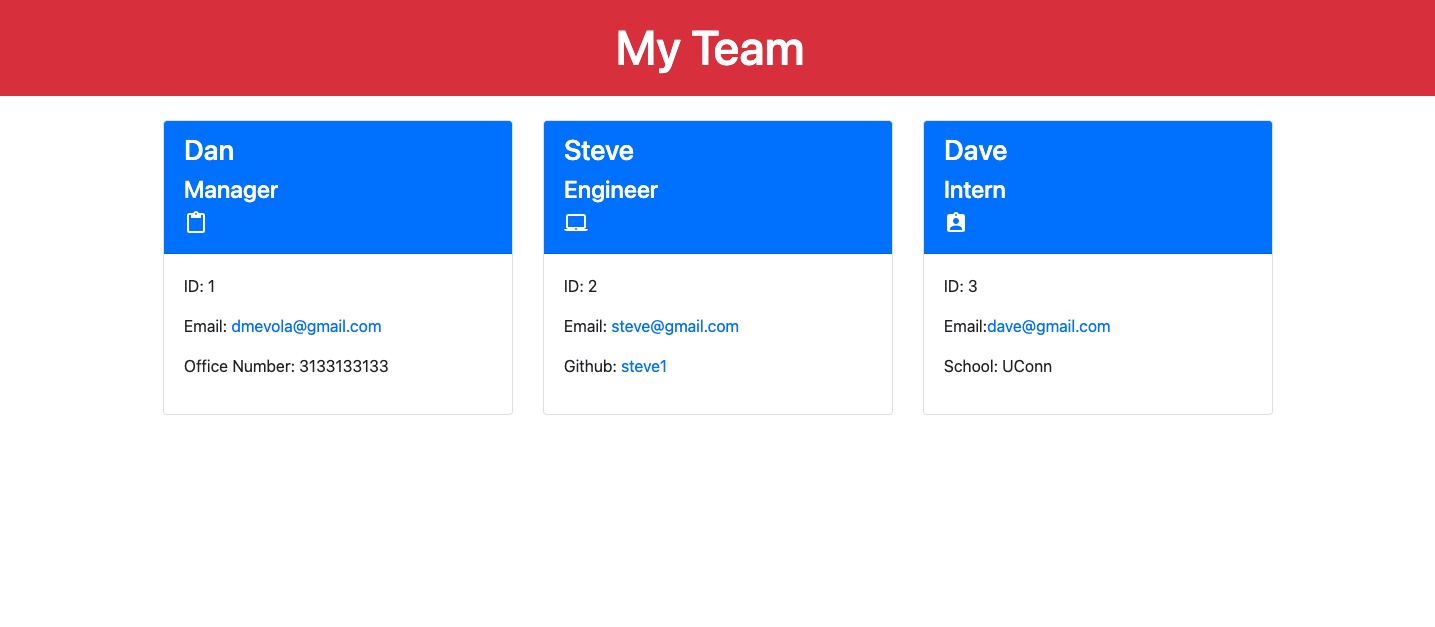 My Team
Dan
Manager
ID: 1
Email: dmevola@gmail.com
Office Number: 3133133133
Steve
Engineer
ID: 2
Email: steve@gmail.com
Github: steve1
Dave
Intern
ID: 3
Email:dave@gmail.com
School: UConn